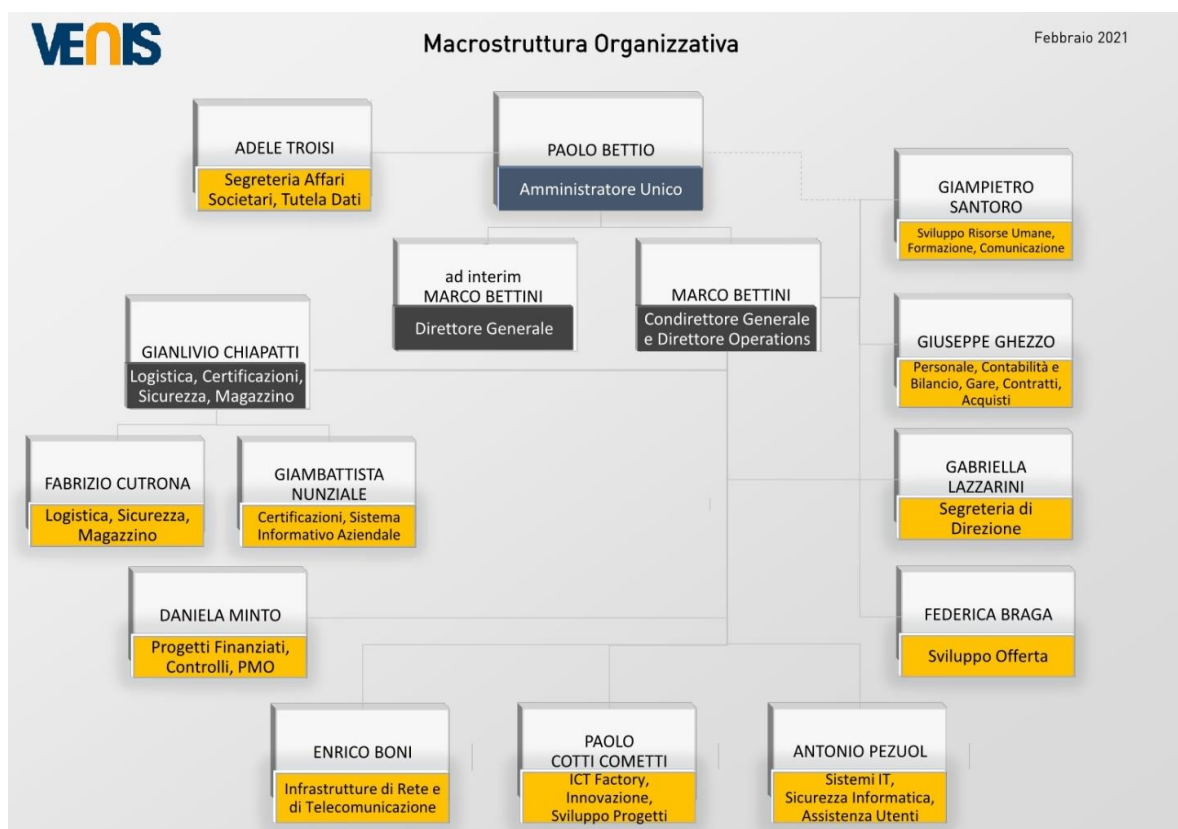 VENIS
Macrostruttura Organizzativa
Febbraio 2021
ADELE TROISI
Segreteria Affari
Societari, Tutela Dati
PAOLO BETTIO
Amministratore Unico
GIAMPIETRO
SANTORO
Sviluppo Risorse Umane,
Formazione, Comunicazione
ad interim
MARCO BETTINI
Direttore Generale
MARCO BETTINI
Condirettore Generale
e Direttore Operations
GIANLIVIO CHIAPATTI
Logistica, Certificazioni,
Sicurezza, Magazzino
GIUSEPPE GHEZZO
Personale, Contabilità e
Bilancio, Gare, Contratti,
Acquisti
FABRIZIO CUTRONA
Logistica, Sicurezza,
Magazzino
GIAMBATTISTA
NUNZIALE
Certificazioni, Sistema
Informativo Aziendale
GABRIELLA
LAZZARINI
Segreteria di
Direzione
DANIELA MINTO
Progetti Finanziati,
Controlli, PMO
FEDERICA BRAGA
Sviluppo Offerta
ENRICO BONI
Infrastrutture di Rete e
di Telecomunicazione
PAOLO
COTTI COMETTI
ICT Factory,
Innovazione,
Sviluppo Progetti
ANTONIO PEZUOL
Sistemi IT,
Sicurezza Informatica,
Assistenza Utenti